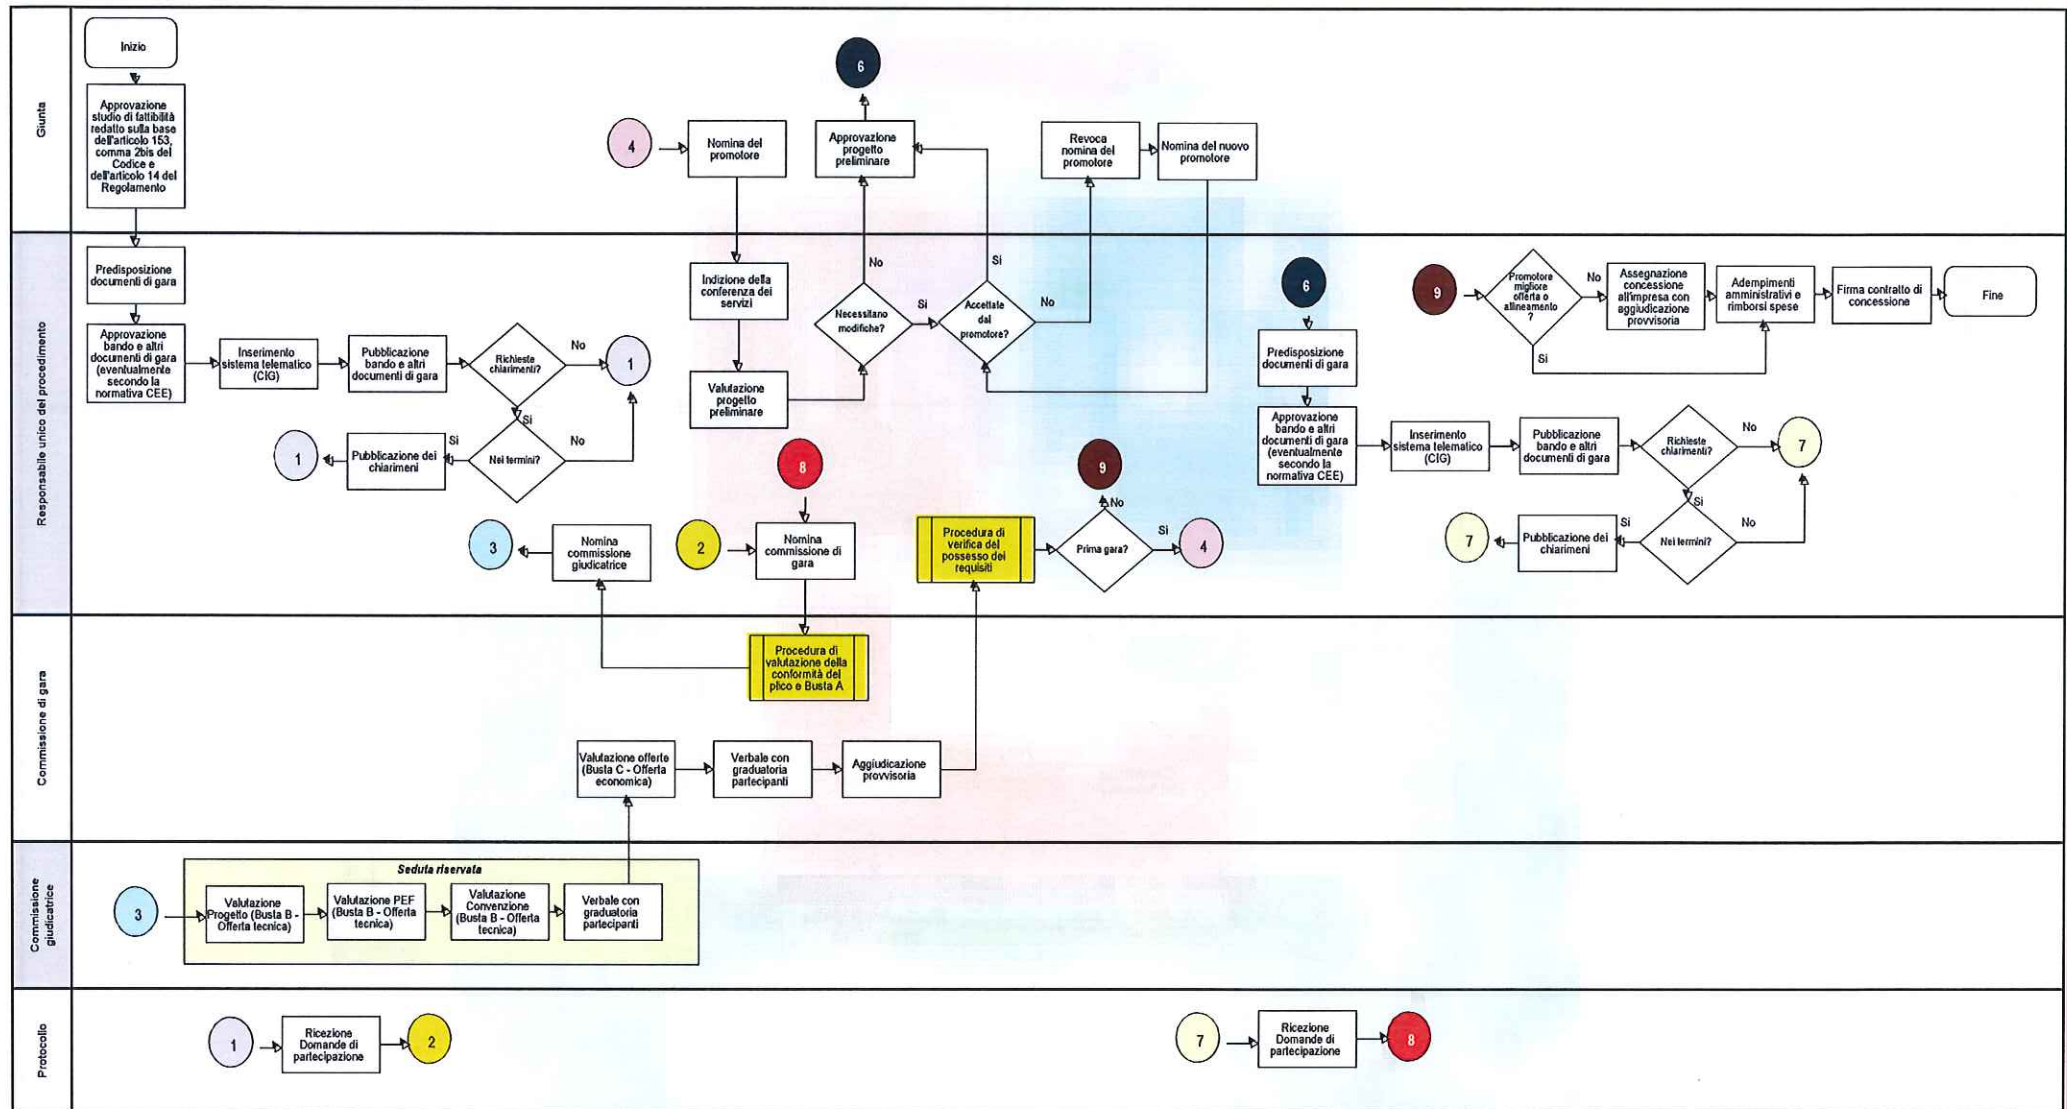 Giunta
Inizio
Approvazione
studio di fattibilità
redatto sulla base
dell'articolo 153,
comma 2bis del
Codice e
dell'articolo 14 del
Regolamento
4
Nomina del
promotore
6
Approvazione
progetto
preliminare
Revoca
nomina del
promotore
Nomina del nuovo
promotore
Responsabile unico del procedimento
Predisposizione
documenti di gara
Approvazione
bando e altri
documenti di gara
(eventualmente
secondo la
normativa CEE)
Inserimento
sistema telematico
(CIG)
Pubblicazione
bando e altri
documenti di gara
Richieste
chiarimenti?
No
1
Si
Nei termini?
No
Si
Pubblicazione dei
chiarimeni
1
Indizione della
conferenza dei
servizi
Valutazione
progetto
preliminare
Necessitano
modifiche?
No
Si
Accettate
dal
promotore?
Si
No
8
2
Nomina
commissione di
gara
Nomina
commissione
giudicatrice
3
Procedura di
verifica del
possesso dei
requisiti
Prima gara?
No
9
Si
4
6
Predisposizione
documenti di gara
Approvazione
bando e altri
documenti di gara
(eventualmente
secondo la
normativa CEE)
Inserimento
sistema telematico
(CIG)
Pubblicazione
bando e altri
documenti di gara
Richieste
chiarimenti?
No
7
Si
Nei termini?
No
Si
Pubblicazione dei
chiarimeni
7
9
Promotore
migliore
offerta o
allineamento
?
No
Si
Assegnazione
concessione
all'impresa con
aggiudicazione
provvisoria
Adempimenti
amministrativi e
rimborsi spese
Firma contratto di
concessione
Fine
Commissione di gara
Procedura di
valutazione della
conformità del
plico e Busta A
Valutazione offerte
(Busta C - Offerta
economica)
Verbale con
graduatoria
partecipanti
Aggiudicazione
provvisoria
Commissione
giudicatrice
3
Seduta riservata
Valutazione
Progetto (Busta B -
Offerta tecnica)
Valutazione PEF
(Busta B - Offerta
tecnica)
Valutazione
Convenzione
(Busta B - Offerta
tecnica)
Verbale con
graduatoria
partecipanti
Protocollo
1
Ricezione
Domande di
partecipazione
2
7
Ricezione
Domande di
partecipazione
8